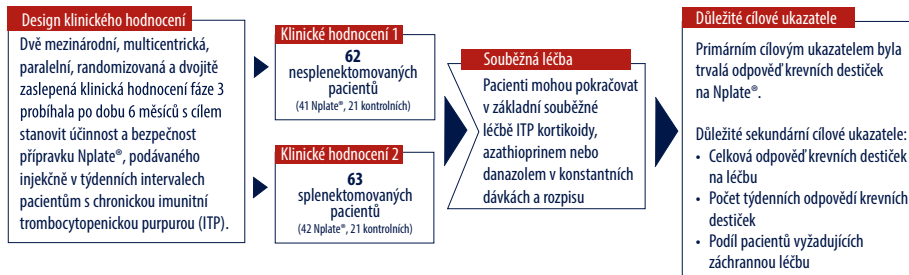 Design klinického hodnocení
Dvě mezinárodní, multicentrická,
paralelní, randomizovaná a dvojitě
zaslepená klinická hodnocení fáze 3
probíhala po dobu 6 měsíců s cílem
stanovit účinnost a bezpečnost
přípravku Nplate®, podávaného
injekčně v týdenních intervalech
pacientům s chronickou imunitní
trombocytopenickou purpurou (ITP).
Klinické hodnocení 1
62
nesplenektomovaných
pacientů
(41 Nplate®, 21 kontrolních)
Klinické hodnocení 2
63
splenektomovaných
pacientů
(42 Nplate®, 21 kontrolních)
Souběžná léčba
Pacienti mohou pokračovat
v základní souběžné
léčbě ITP kortikoidy,
azathioprinem nebo
danazolem v konstantních
dávkách a rozpisu
Důležité cílové ukazatele
Primárním cílovým ukazatelem byla
trvalá odpověď krevních destiček
na Nplate®.
Důležité sekundární cílové ukazatele:
• Celková odpověď krevních destiček
na léčbu
• Počet týdenních odpovědí krevních
destiček
• Podíl pacientů vyžadujících
záchrannou léčbu